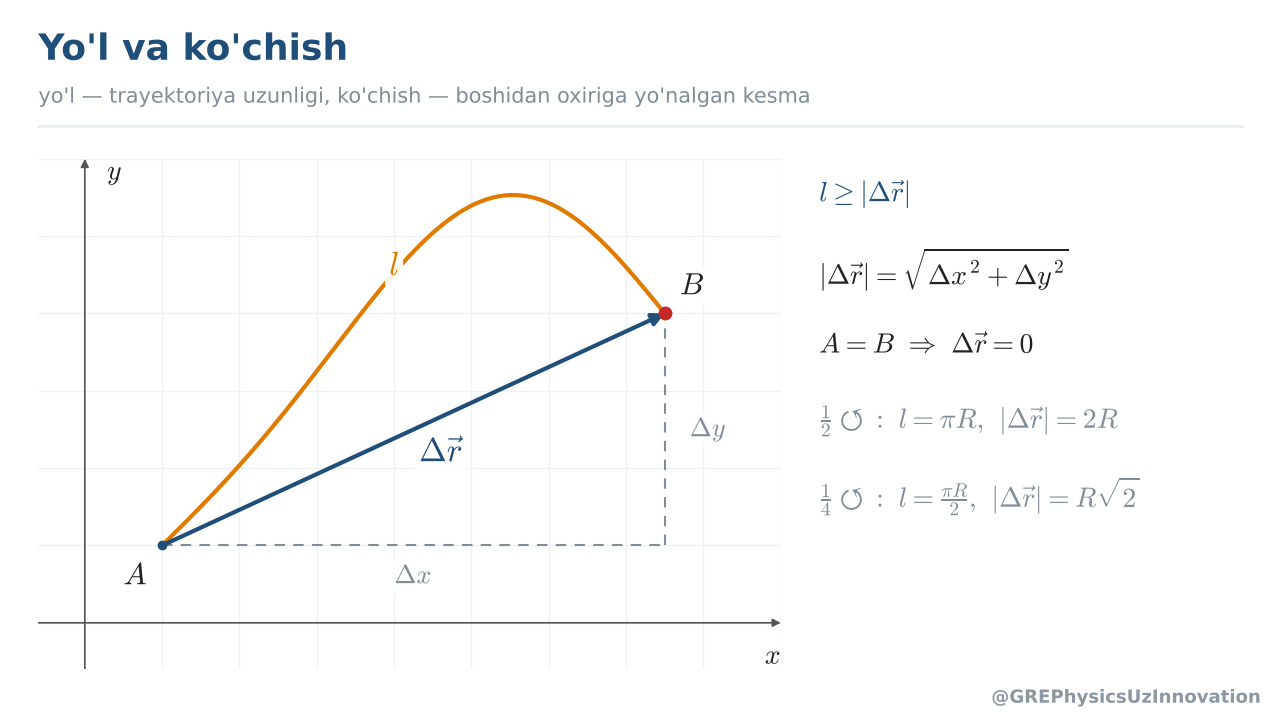 Yo'l va ko'chish
yo'l — trayektoriya uzunligi, ko'chish — boshidan oxiriga yo'nalgan kesma
y
l
B
Δr⃗
Δy
A
Δx
x
l ≥ |Δr⃗|
|Δr⃗| = √(Δx² + Δy²)
A = B ⇒ Δr⃗ = 0
½ ↺ : l = πR, |Δr⃗| = 2R
¼ ↺ : l = πR/2, |Δr⃗| = R√2
@GREPhysicsUzInnovation